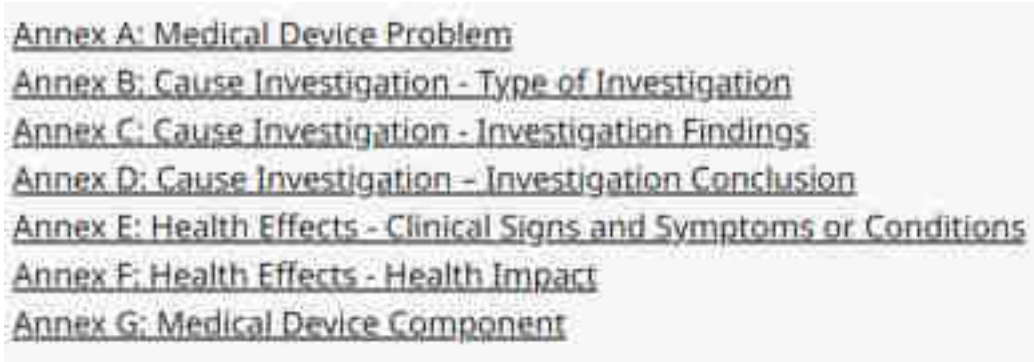 Annex A: Medical Device Problem
Annex B: Cause Investigation - Type of Investigation
Annex C: Cause Investigation - Investigation Findings
Annex D: Cause Investigation – Investigation Conclusion
Annex E: Health Effects - Clinical Signs and Symptoms or Conditions
Annex F: Health Effects - Health Impact
Annex G: Medical Device Component